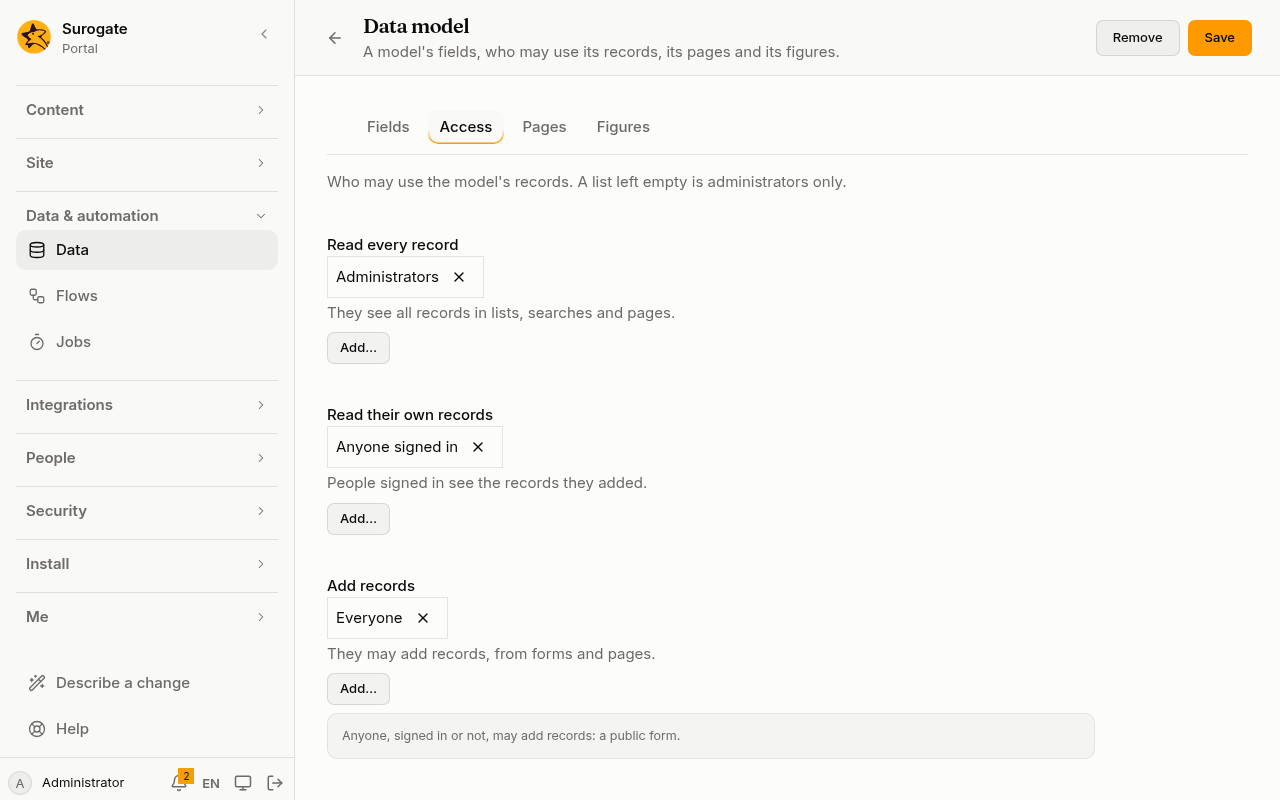 Surogate
Portal
Content
Site
Data & automation
Data
Flows
Jobs
Integrations
People
Security
Install
Me
Describe a change
Help
A
Administrator
2
EN
Data model
A model's fields, who may use its records, its pages and its figures.
Remove
Save
Fields
Access
Pages
Figures
Who may use the model's records. A list left empty is administrators only.
Read every record
Administrators
They see all records in lists, searches and pages.
Add...
Read their own records
Anyone signed in
People signed in see the records they added.
Add...
Add records
Everyone
They may add records, from forms and pages.
Add...
Anyone, signed in or not, may add records: a public form.